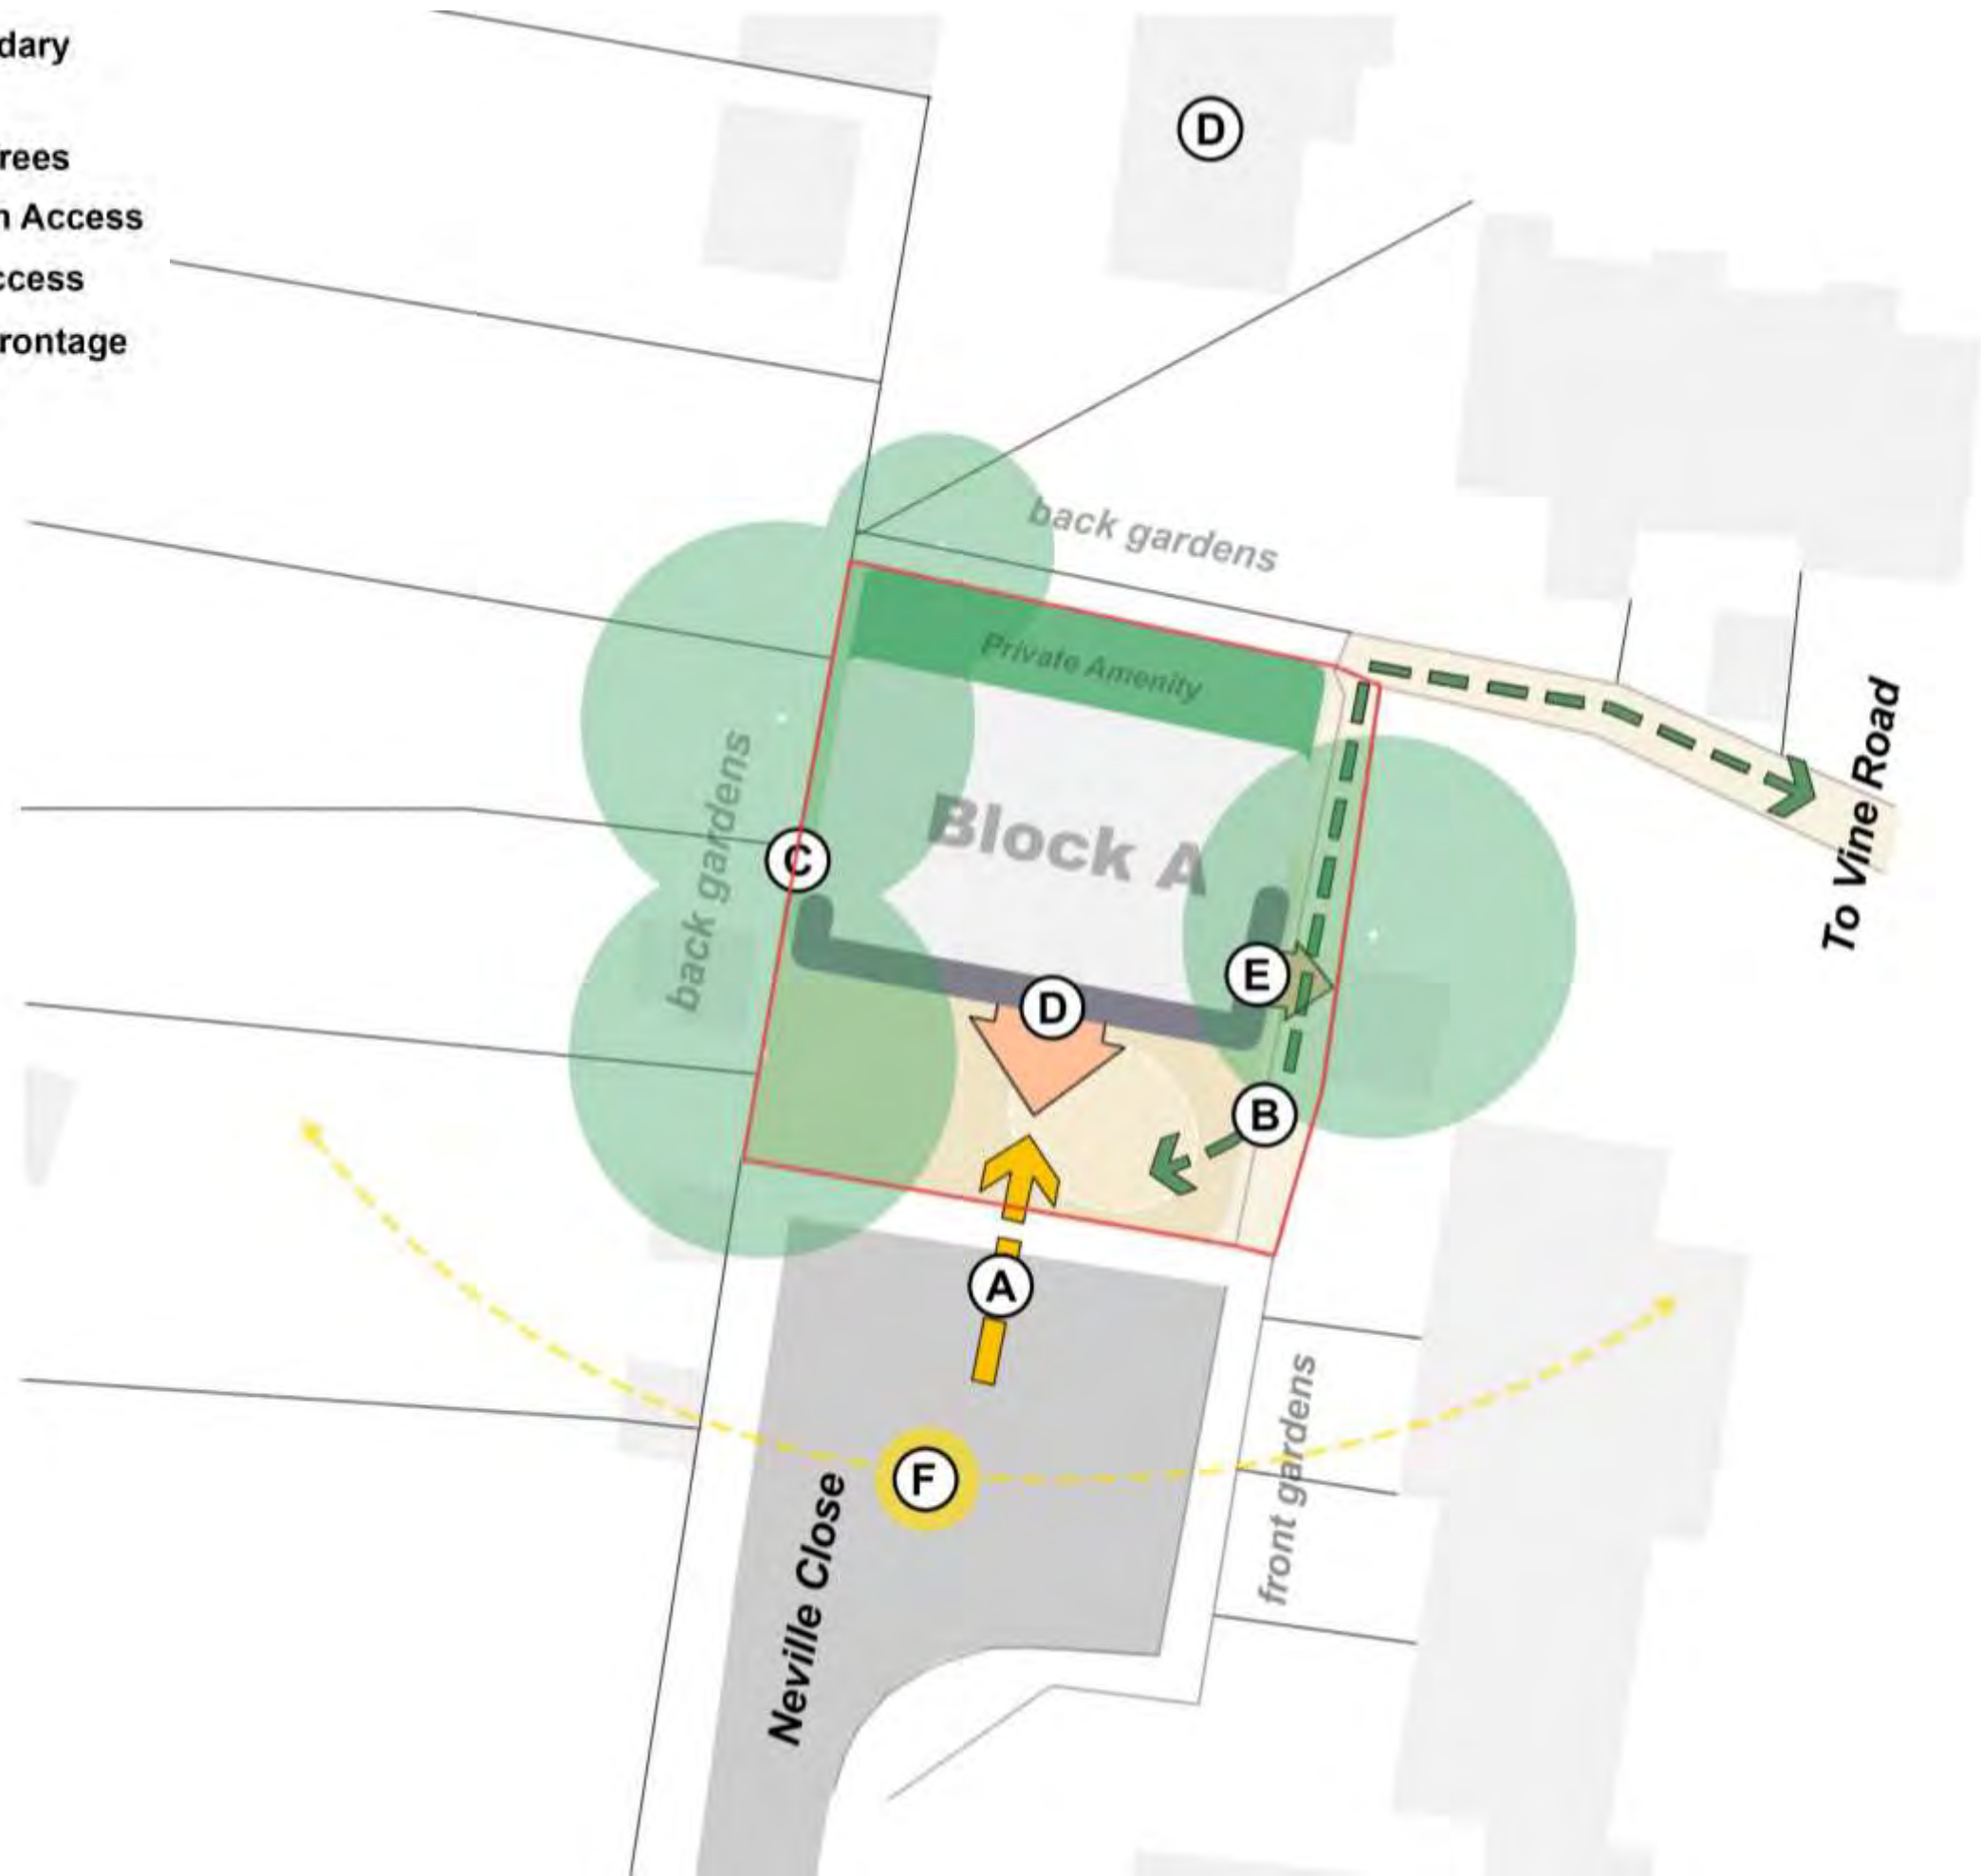 dary
rees
n Access
ccess
rontage
D
back gardens
Private Amenity
To Vine Road
back gardens
Block A
C
E
D
B
A
front gardens
F
Neville Close